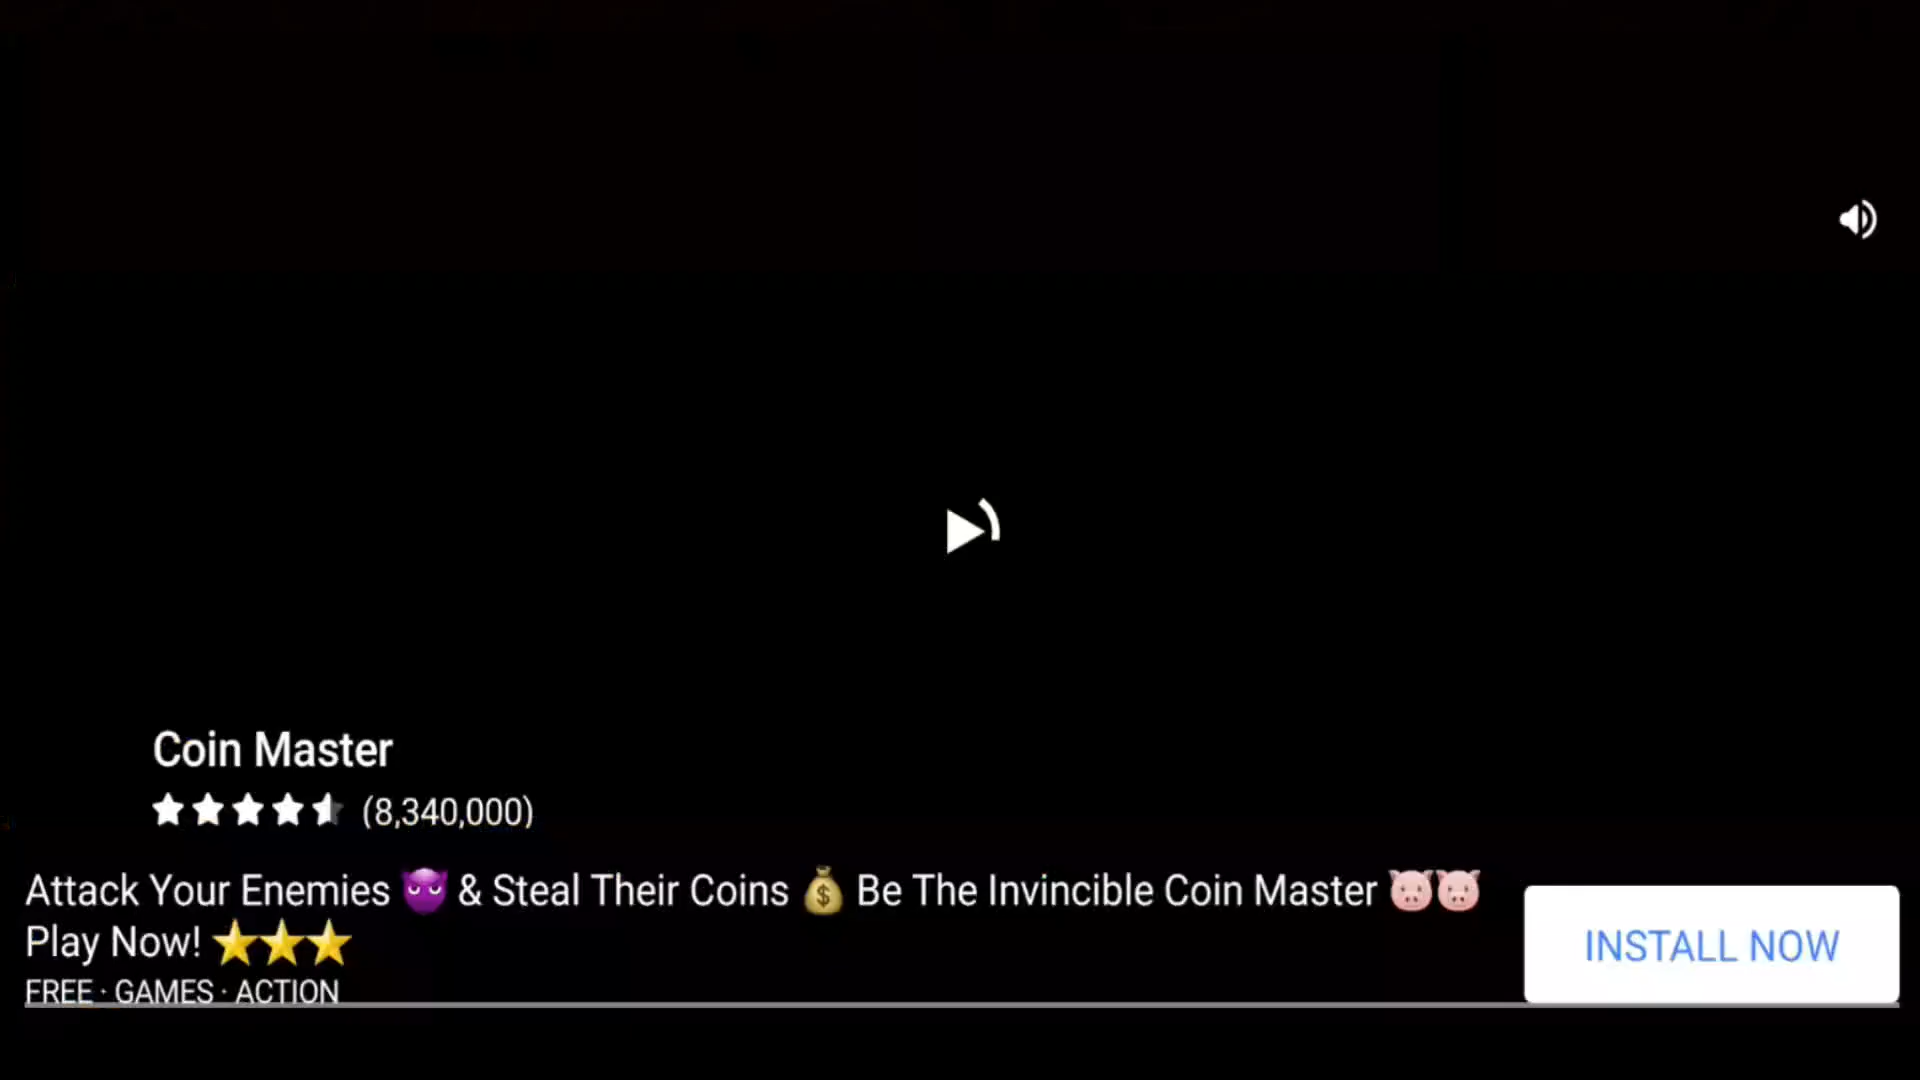 Coin Master
(8,340,000)
Attack Your Enemies 😈 & Steal Their Coins 💰 Be The Invincible Coin Master 🐷🐷
Play Now! ⭐⭐⭐
FREE · GAMES · ACTION
INSTALL NOW